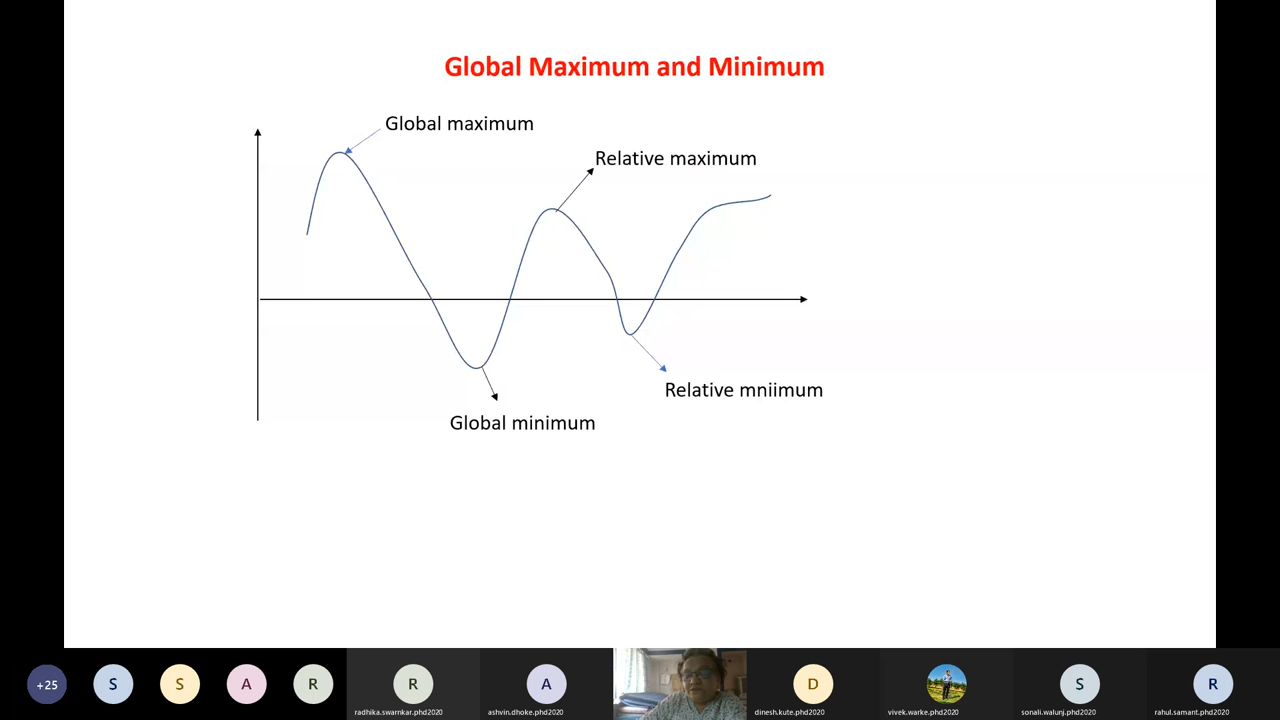 Global Maximum and Minimum
Global maximum
Relative maximum
Relative mniimum
Global minimum
+25
S
S
A
R
R
A
D
S
R
radhika.swarnkar.phd2020
ashvin.dhoke.phd2020
dinesh.kute.phd2020
vivek.warke.phd2020
sonali.walunj.phd2020
rahul.samant.phd2020